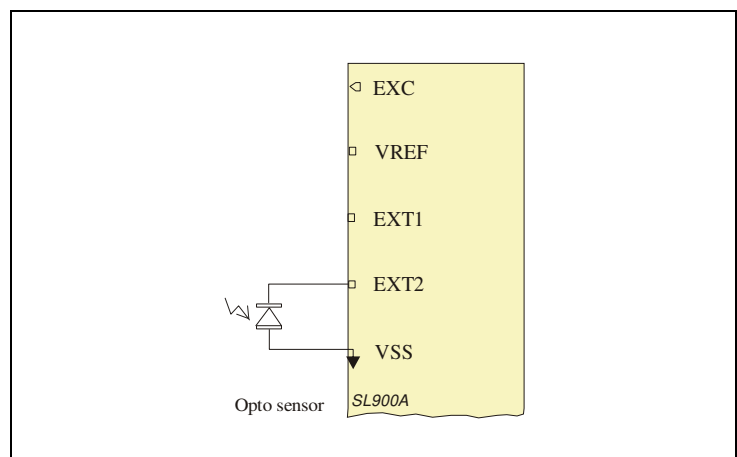 EXC
VREF
EXT1
EXT2
VSS
Opto sensor
SL900A